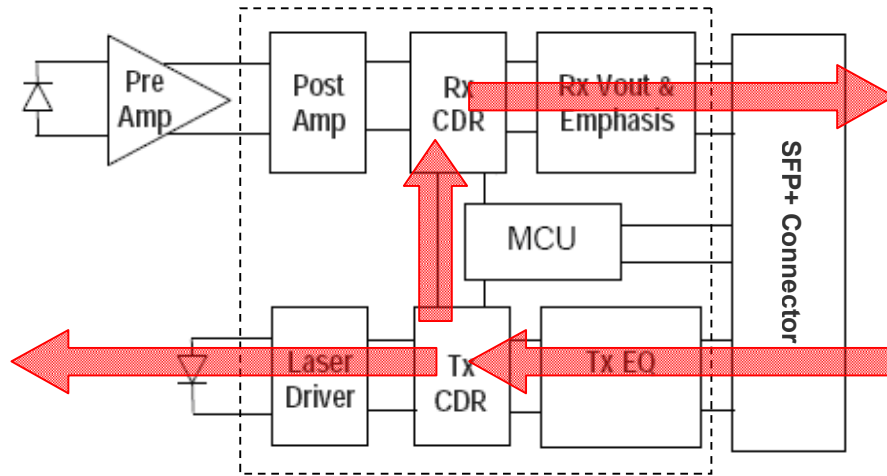 Pre
Amp
Post
Amp
Rx
CDR
Rx Vout &
Emphasis
SFP+ Connector
MCU
Laser
Driver
Tx
CDR
Tx EQ